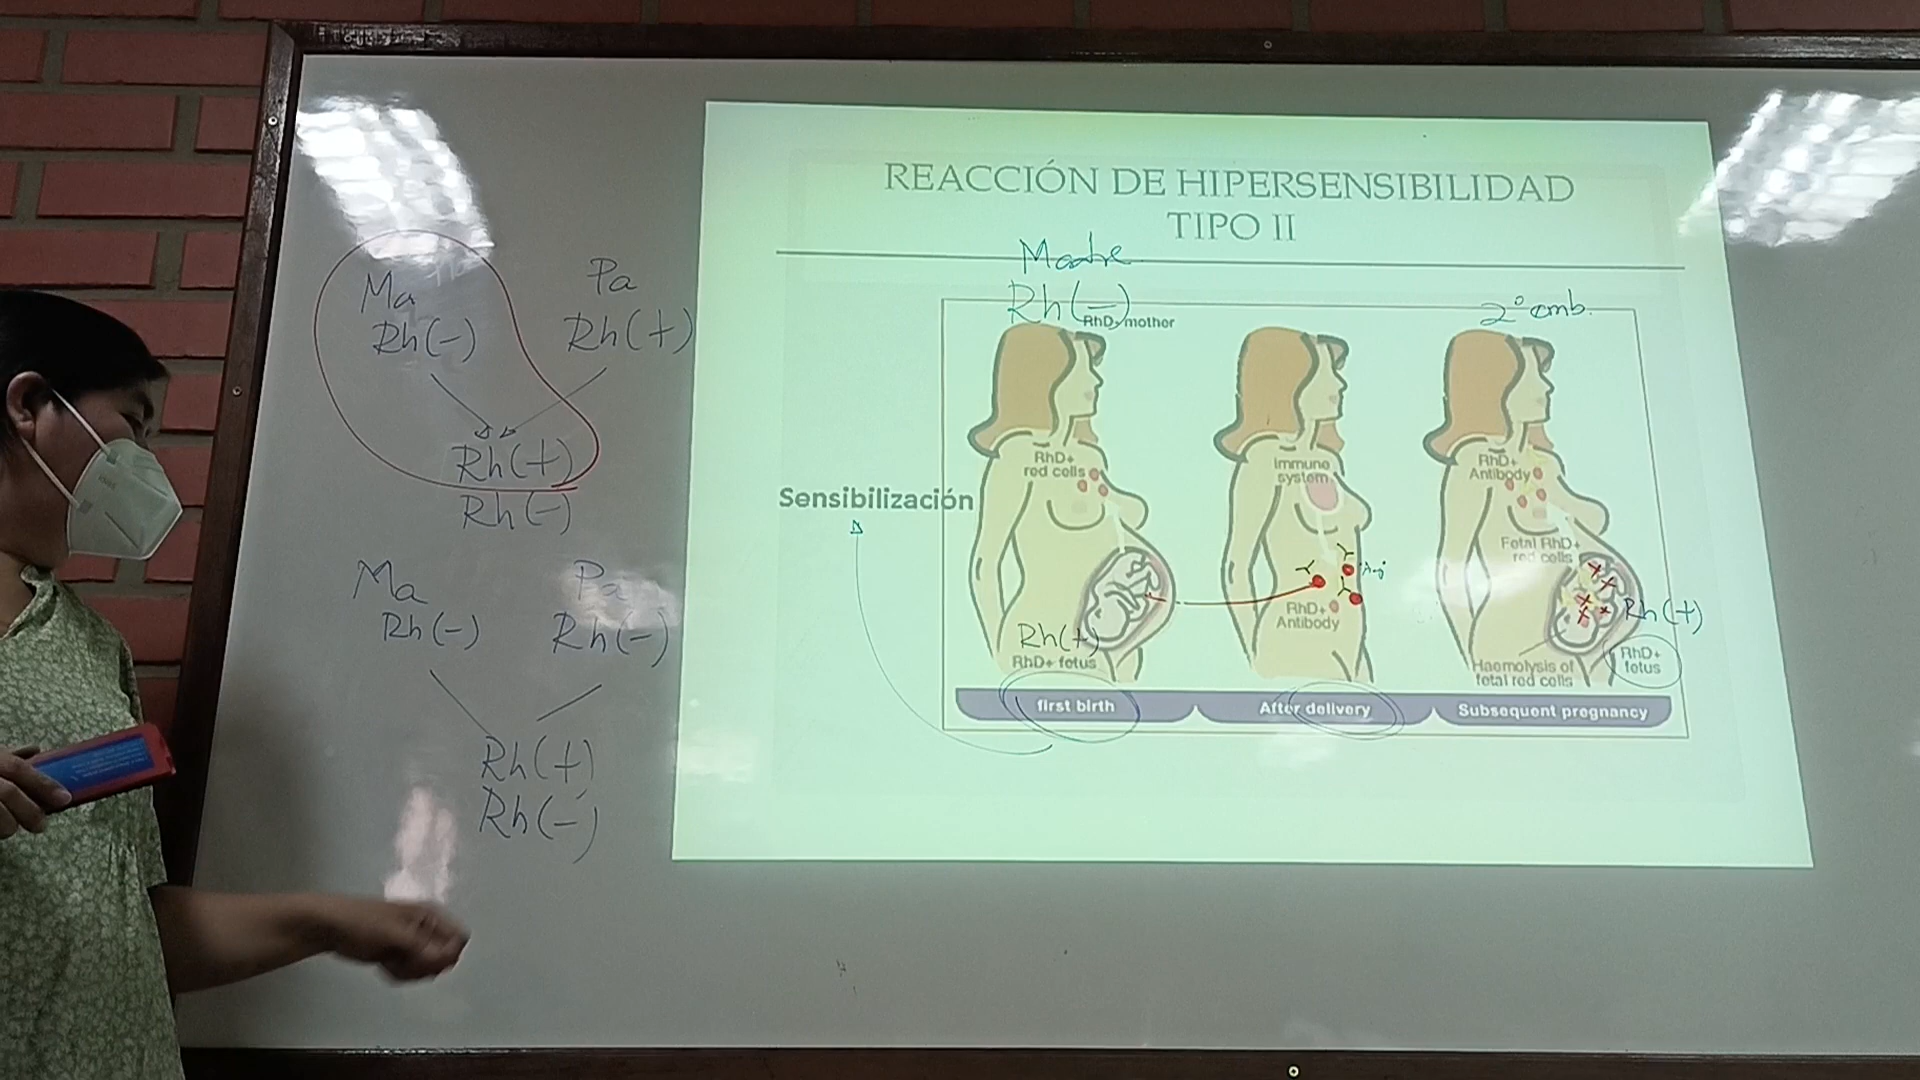 Ma
Rh(-)
Pa
Rh(+)
Rh(+)
Rh(-)
Ma
Rh(-)
Pa
Rh(-)
Rh(+)
Rh(-)
REACCIÓN DE HIPERSENSIBILIDAD
TIPO II
Madre
Rh(-)
RhD- mother
2° emb.
RhD+
red cells
Immune
system
RhD+
Antibody
Sensibilización
Fetal RhD+
red cells
Rh(+)
RhD+ fetus
RhD+
Antibody
Rh(+)
RhD+
fetus
Haemolysis of
fetal red cells
first birth
After delivery
Subsequent pregnancy